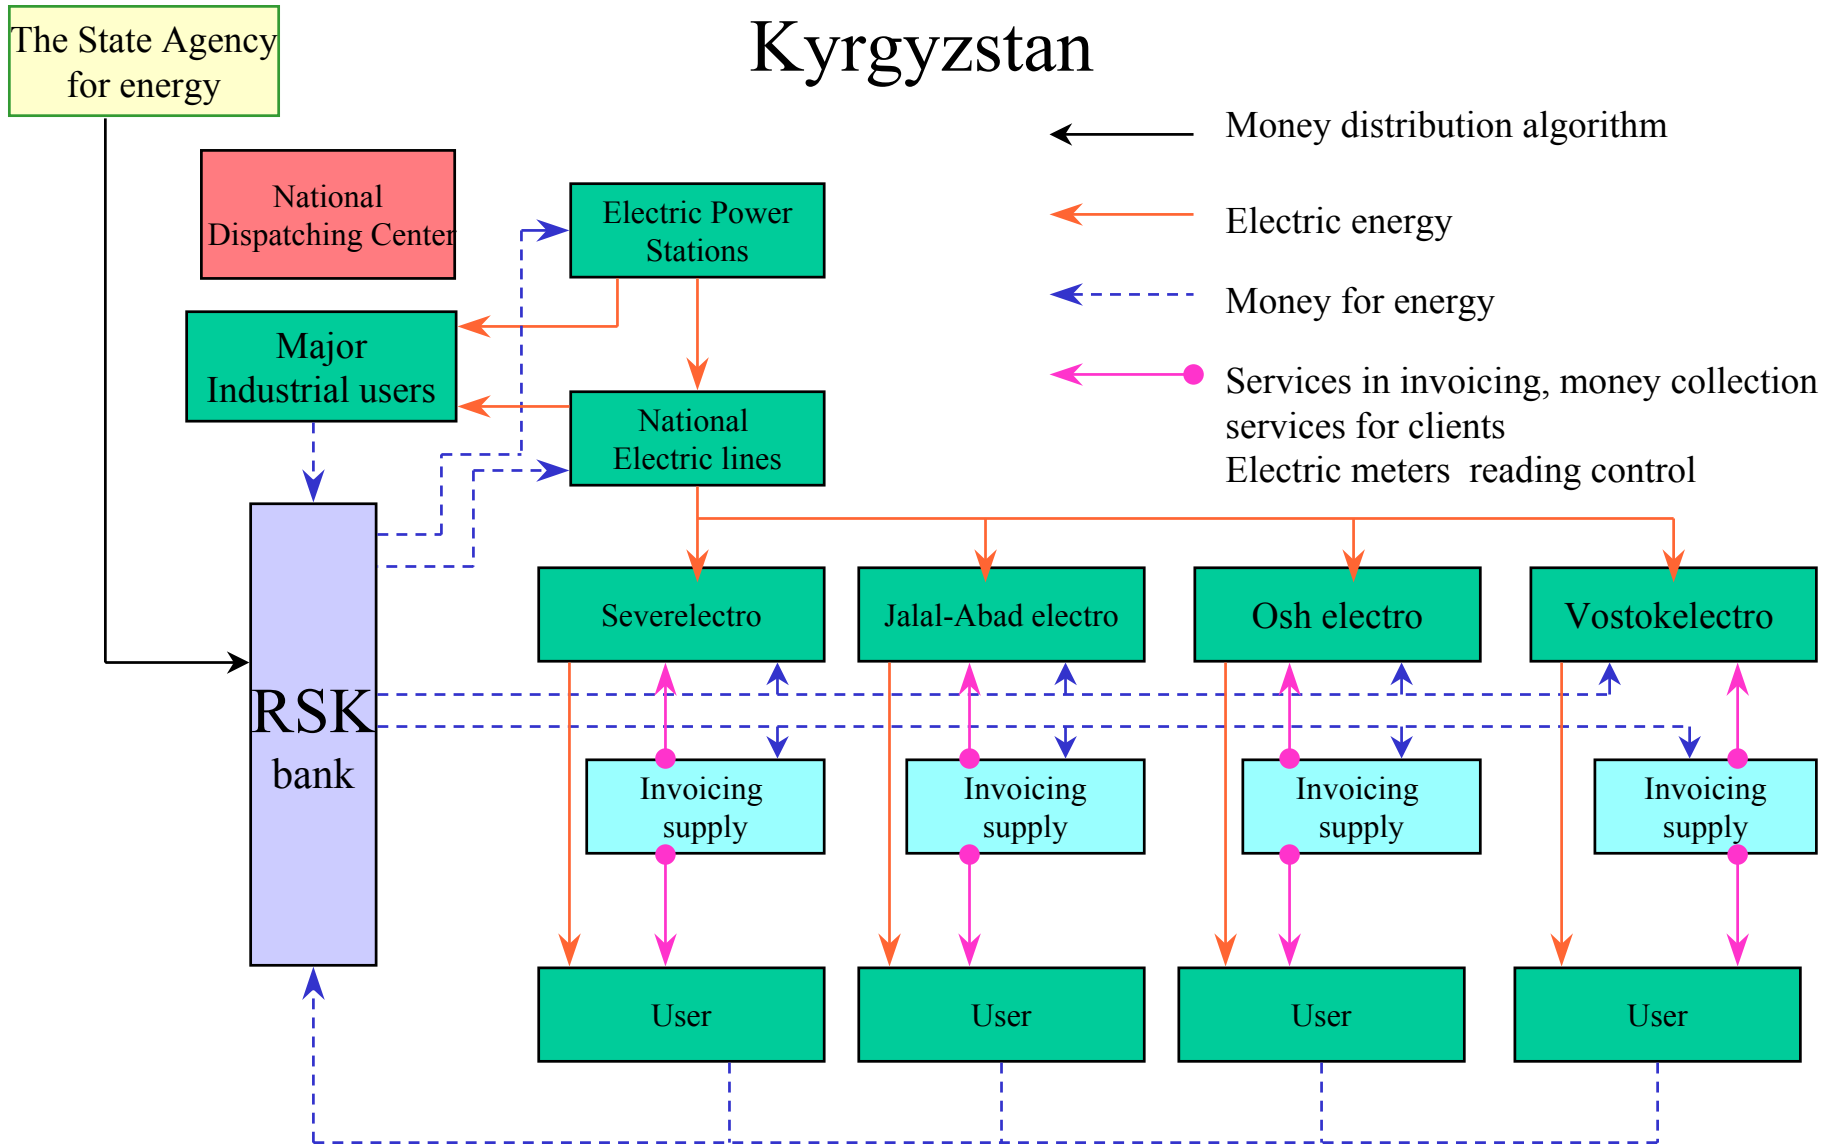 The State Agency
for energy
Kyrgyzstan
Money distribution algorithm
National
Dispatching Center
Electric Power
Stations
Electric energy
Money for energy
Major
Industrial users
National
Electric lines
Services in invoicing, money collection
services for clients
Electric meters reading control
Severelectro
Jalal-Abad electro
Osh electro
Vostokelectro
RSK
bank
Invoicing
supply
Invoicing
supply
Invoicing
supply
Invoicing
supply
User
User
User
User